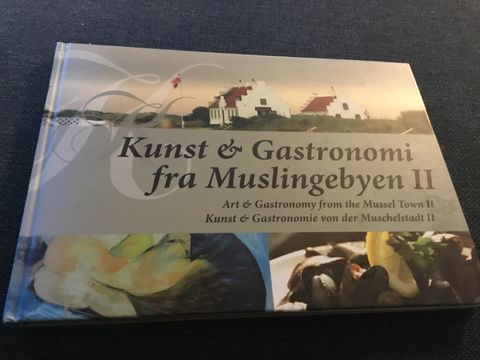 Kunst & Gastronomi
fra Muslingebyen II
Art & Gastronomy from the Mussel Town II
Kunst & Gastronomie von der Muschelstadt II